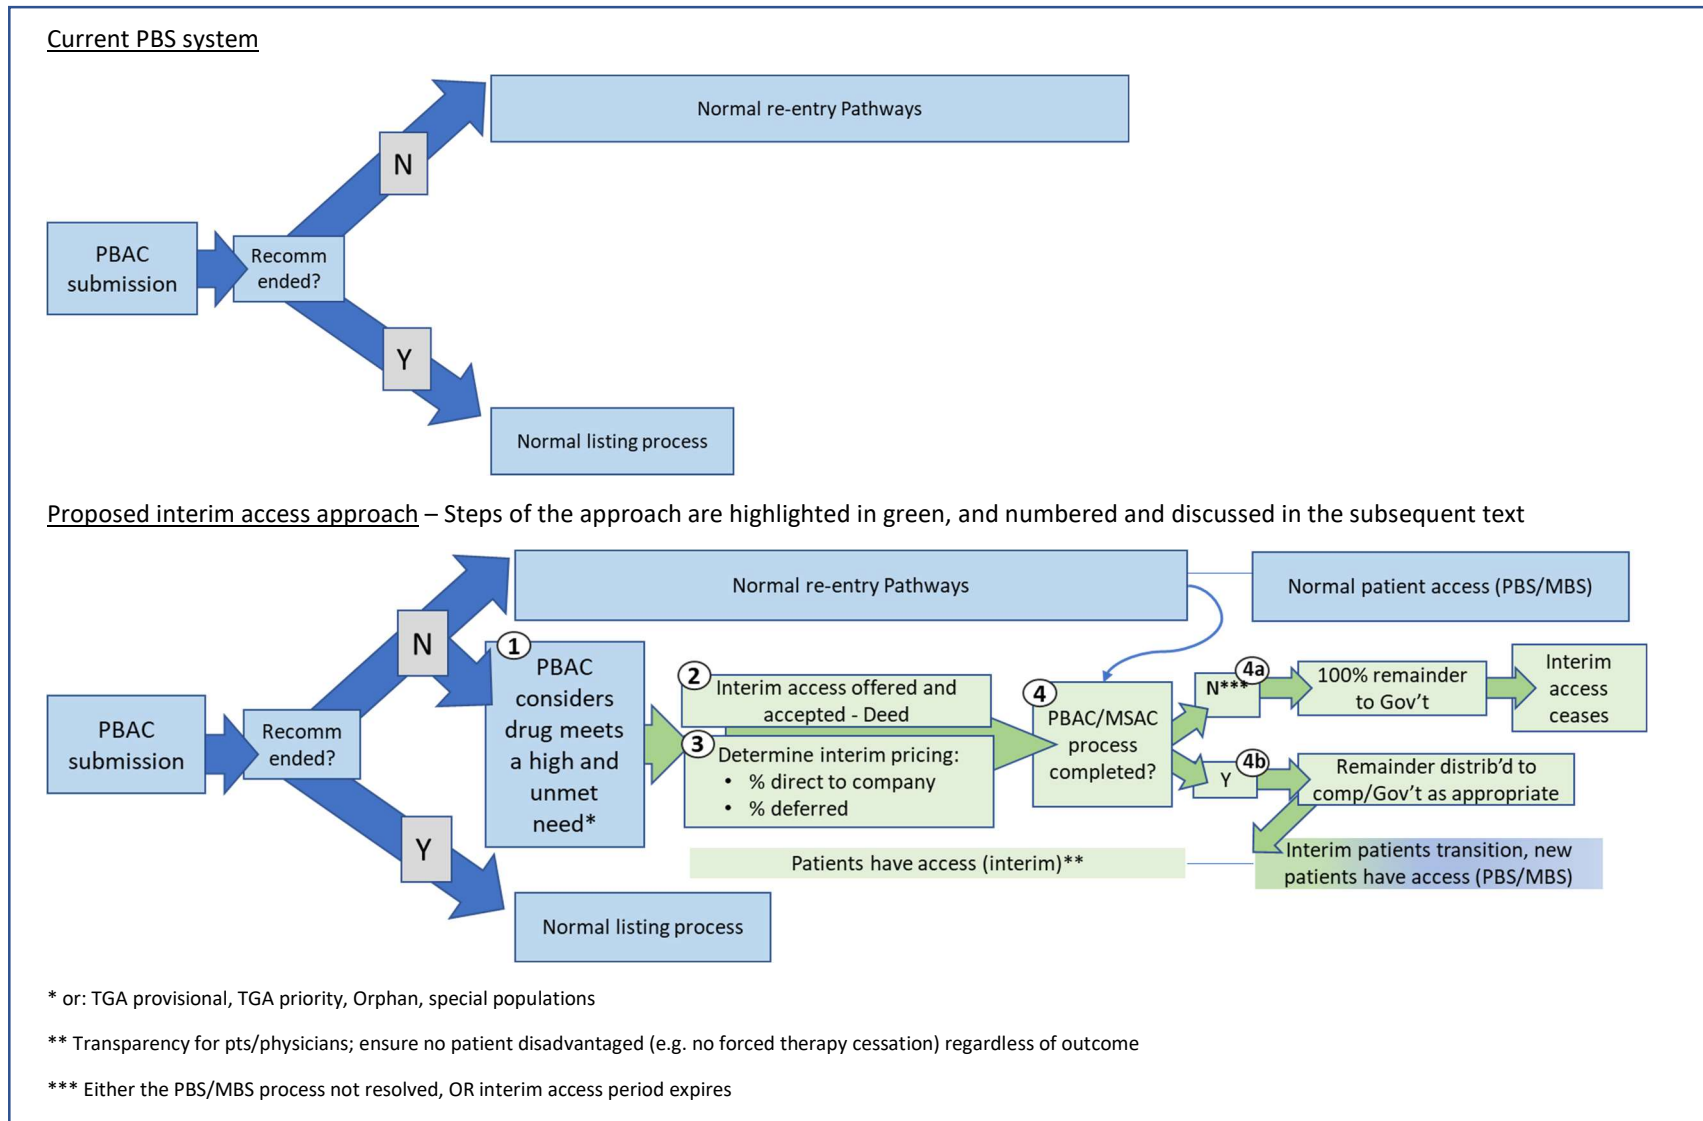 Current PBS system
Normal re-entry Pathways
N
PBAC
submission
Recomm
ended?
Y
Normal listing process
Proposed interim access approach – Steps of the approach are highlighted in green, and numbered and discussed in the subsequent text
Normal re-entry Pathways
Normal patient access (PBS/MBS)
N
1
PBAC
considers
drug meets
a high and
unmet
need*
2
Interim access offered and
accepted - Deed
3
Determine interim pricing:
• % direct to company
• % deferred
4
PBAC/MSAC
process
completed?
4a
N***
100% remainder
to Gov't
Interim
access
ceases
4b
Y
Remainder distrib'd to
comp/Gov't as appropriate
PBAC
submission
Recomm
ended?
Y
Patients have access (interim)**
Interim patients transition, new
patients have access (PBS/MBS)
Normal listing process
* or: TGA provisional, TGA priority, Orphan, special populations
** Transparency for pts/physicians; ensure no patient disadvantaged (e.g. no forced therapy cessation) regardless of outcome
*** Either the PBS/MBS process not resolved, OR interim access period expires